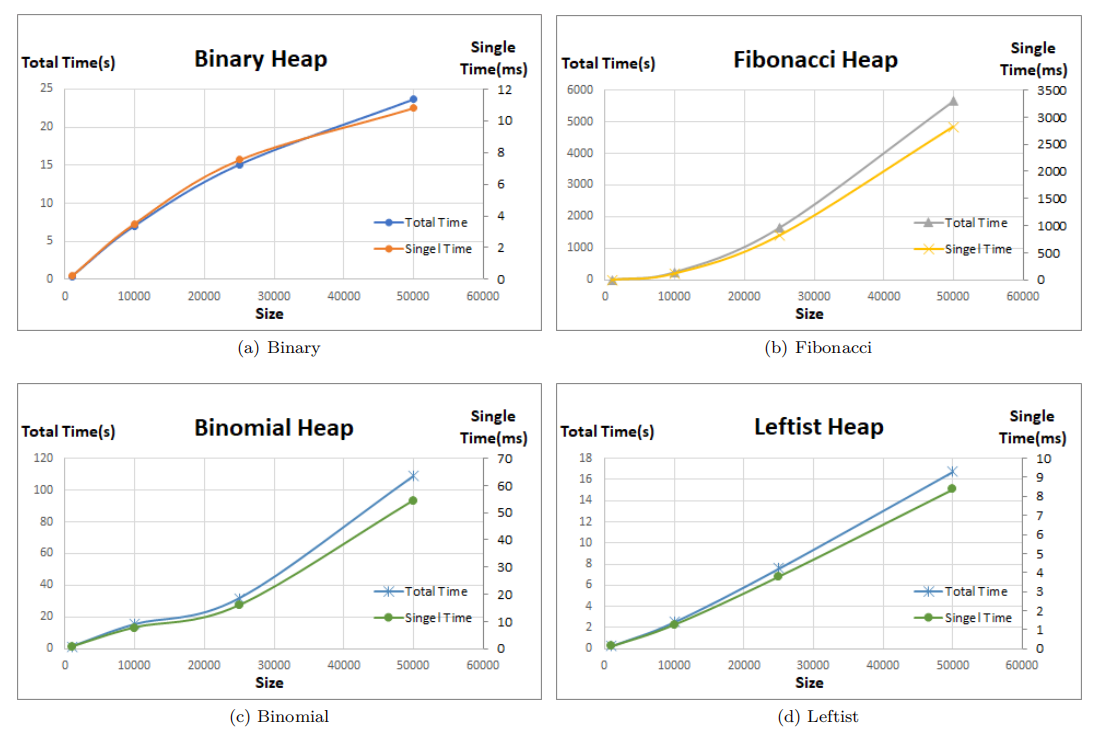 Total Time(s)
Binary Heap
Single
Time(ms)
25
20
15
10
5
0
12
10
8
6
4
2
0
Total Time
Singel Time
0 10000 20000 30000 40000 50000 60000
Size
(a) Binary
Total Time(s)
Fibonacci Heap
Single
Time(ms)
6000
5000
4000
3000
2000
1000
0
3500
3000
2500
2000
1500
1000
500
0
Total Time
Singel Time
0 10000 20000 30000 40000 50000 60000
Size
(b) Fibonacci
Total Time(s)
Binomial Heap
Single
Time(ms)
120
100
80
60
40
20
0
70
60
50
40
30
20
10
0
Total Time
Singel Time
0 10000 20000 30000 40000 50000 60000
Size
(c) Binomial
Total Time(s)
Leftist Heap
Single
Time(ms)
18
16
14
12
10
8
6
4
2
0
10
9
8
7
6
5
4
3
2
1
0
Total Time
Singel Time
0 10000 20000 30000 40000 50000 60000
Size
(d) Leftist